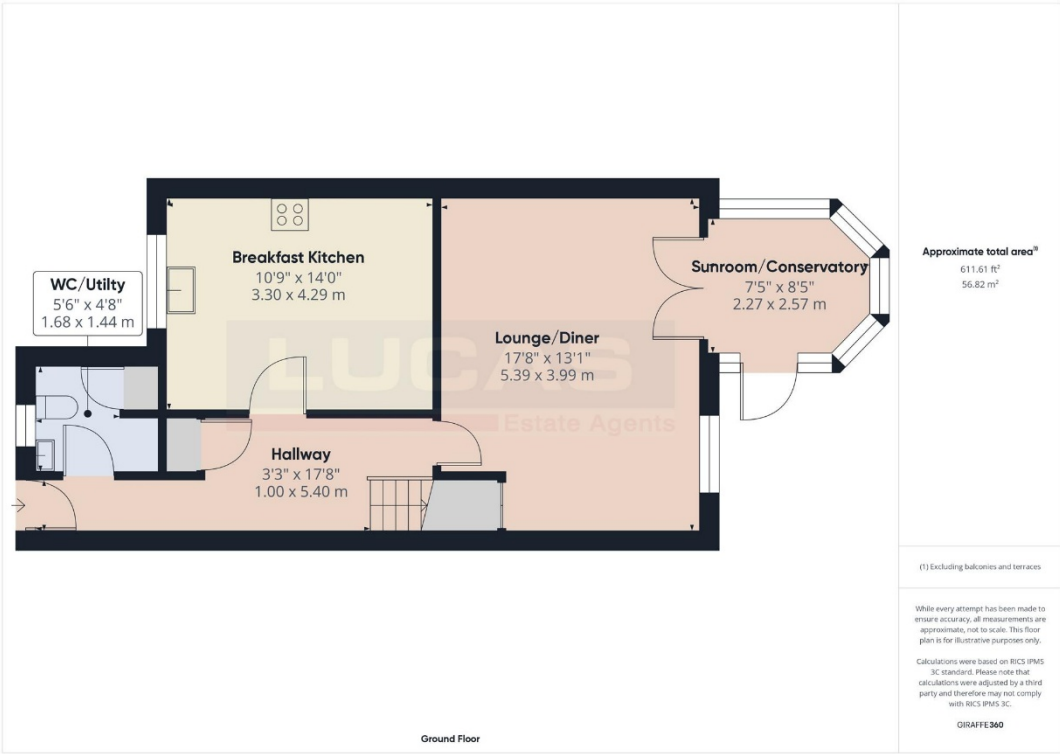 Breakfast Kitchen
10'9" x 14'0"
3.30 x 4.29 m
WC/Utilty
5'6" x 4'8"
1.68 x 1.44 m
Sunroom/Conservatory
7'5" x 8'5"
2.27 x 2.57 m
Lounge/Diner
17'8" x 13'1"
5.39 x 3.99 m
LUCAS
Estate Agents
Hallway
3'3" x 17'8"
1.00 x 5.40 m
Ground Floor
Approximate total area(1)
611.61 ft²
56.82 m²
(1) Excluding balconies and terraces
While every attempt has been made to
ensure accuracy, all measurements are
approximate, not to scale. This floor
plan is for illustrative purposes only.
Calculations were based on RICS IPMS
3C standard. Please note that
calculations were adjusted by a third
party and therefore may not comply
with RICS IPMS 3C.
GIRAFFE360